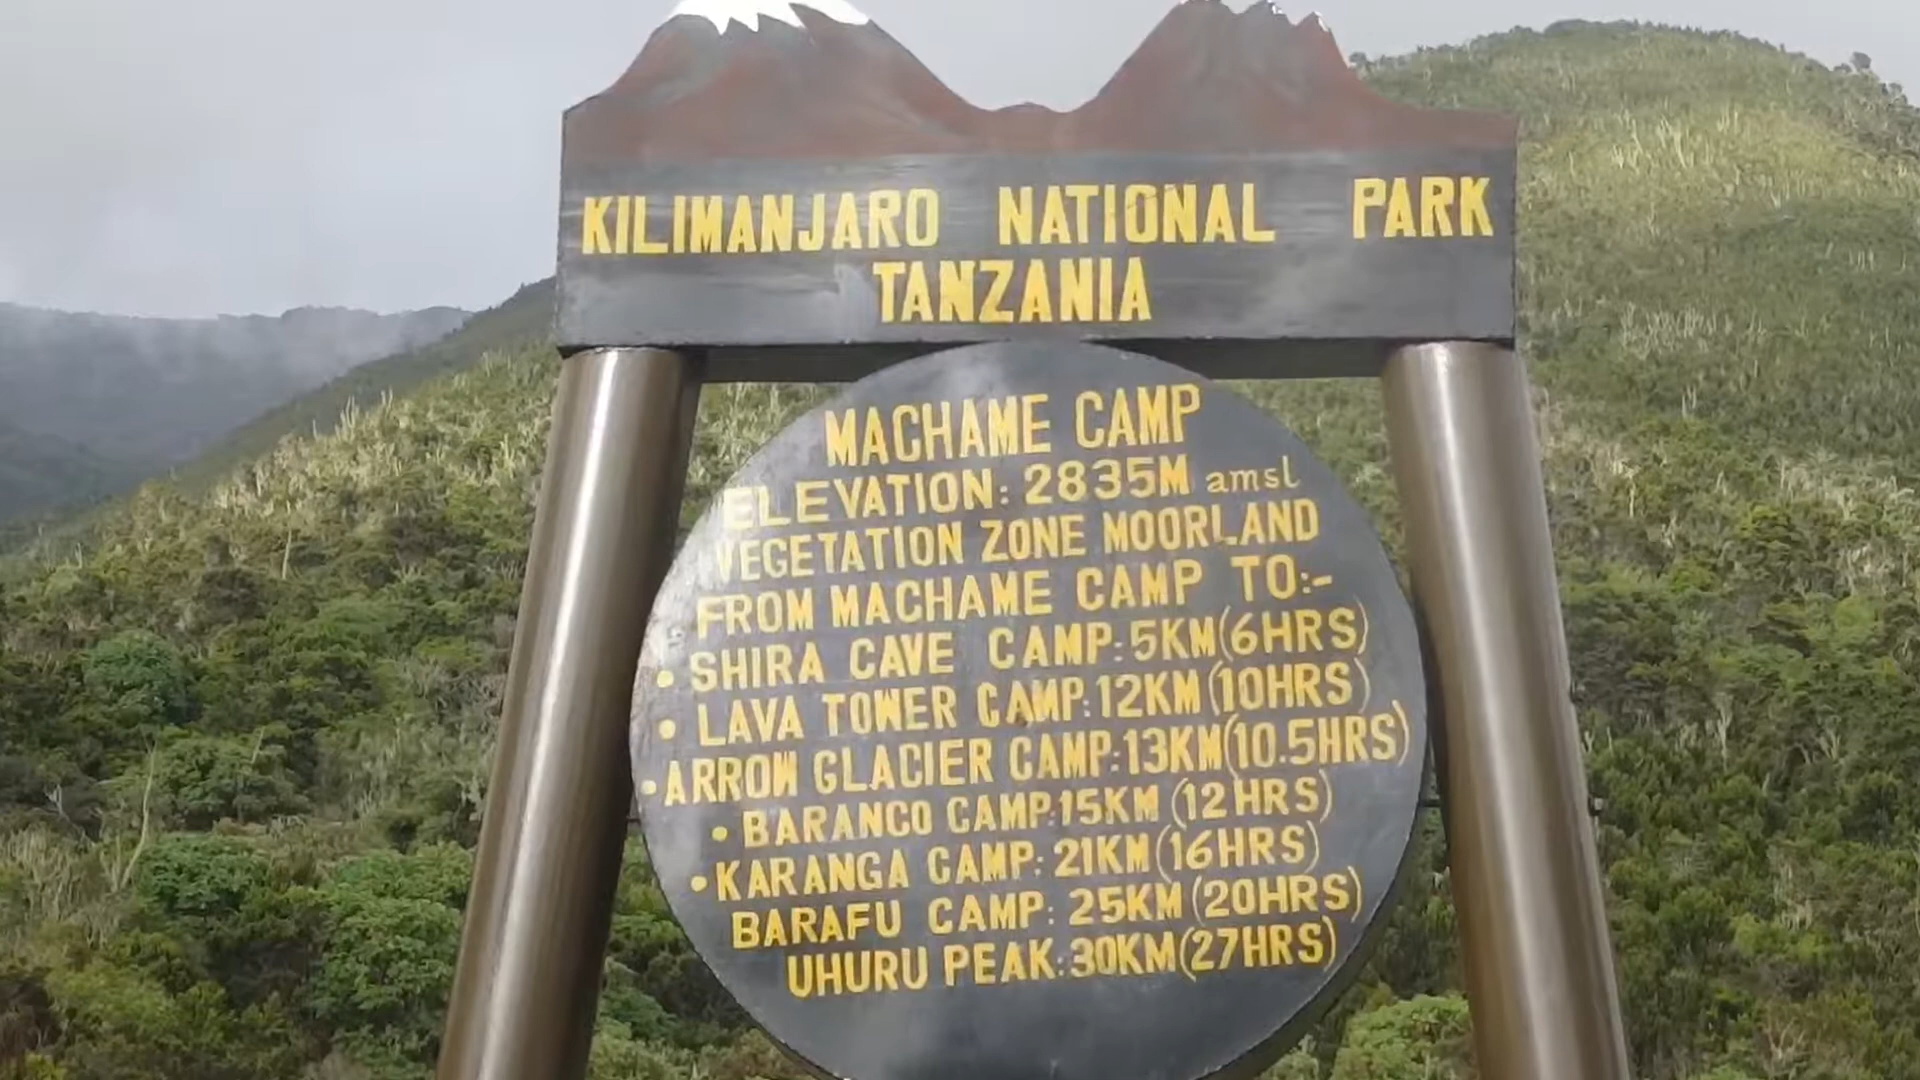 KILIMANJARO NATIONAL PARK
TANZANIA
MACHAME CAMP
ELEVATION: 2835M amsl
VEGETATION ZONE MOORLAND
FROM MACHAME CAMP TO:-
• SHIRA CAVE CAMP: 5KM(6HRS)
• LAVA TOWER CAMP: 12KM(10HRS)
• ARROW GLACIER CAMP: 13KM(10.5HRS)
• BARANCO CAMP: 15KM (12HRS)
• KARANGA CAMP: 21KM (16HRS)
BARAFU CAMP: 25KM (20HRS)
UHURU PEAK: 30KM(27HRS)